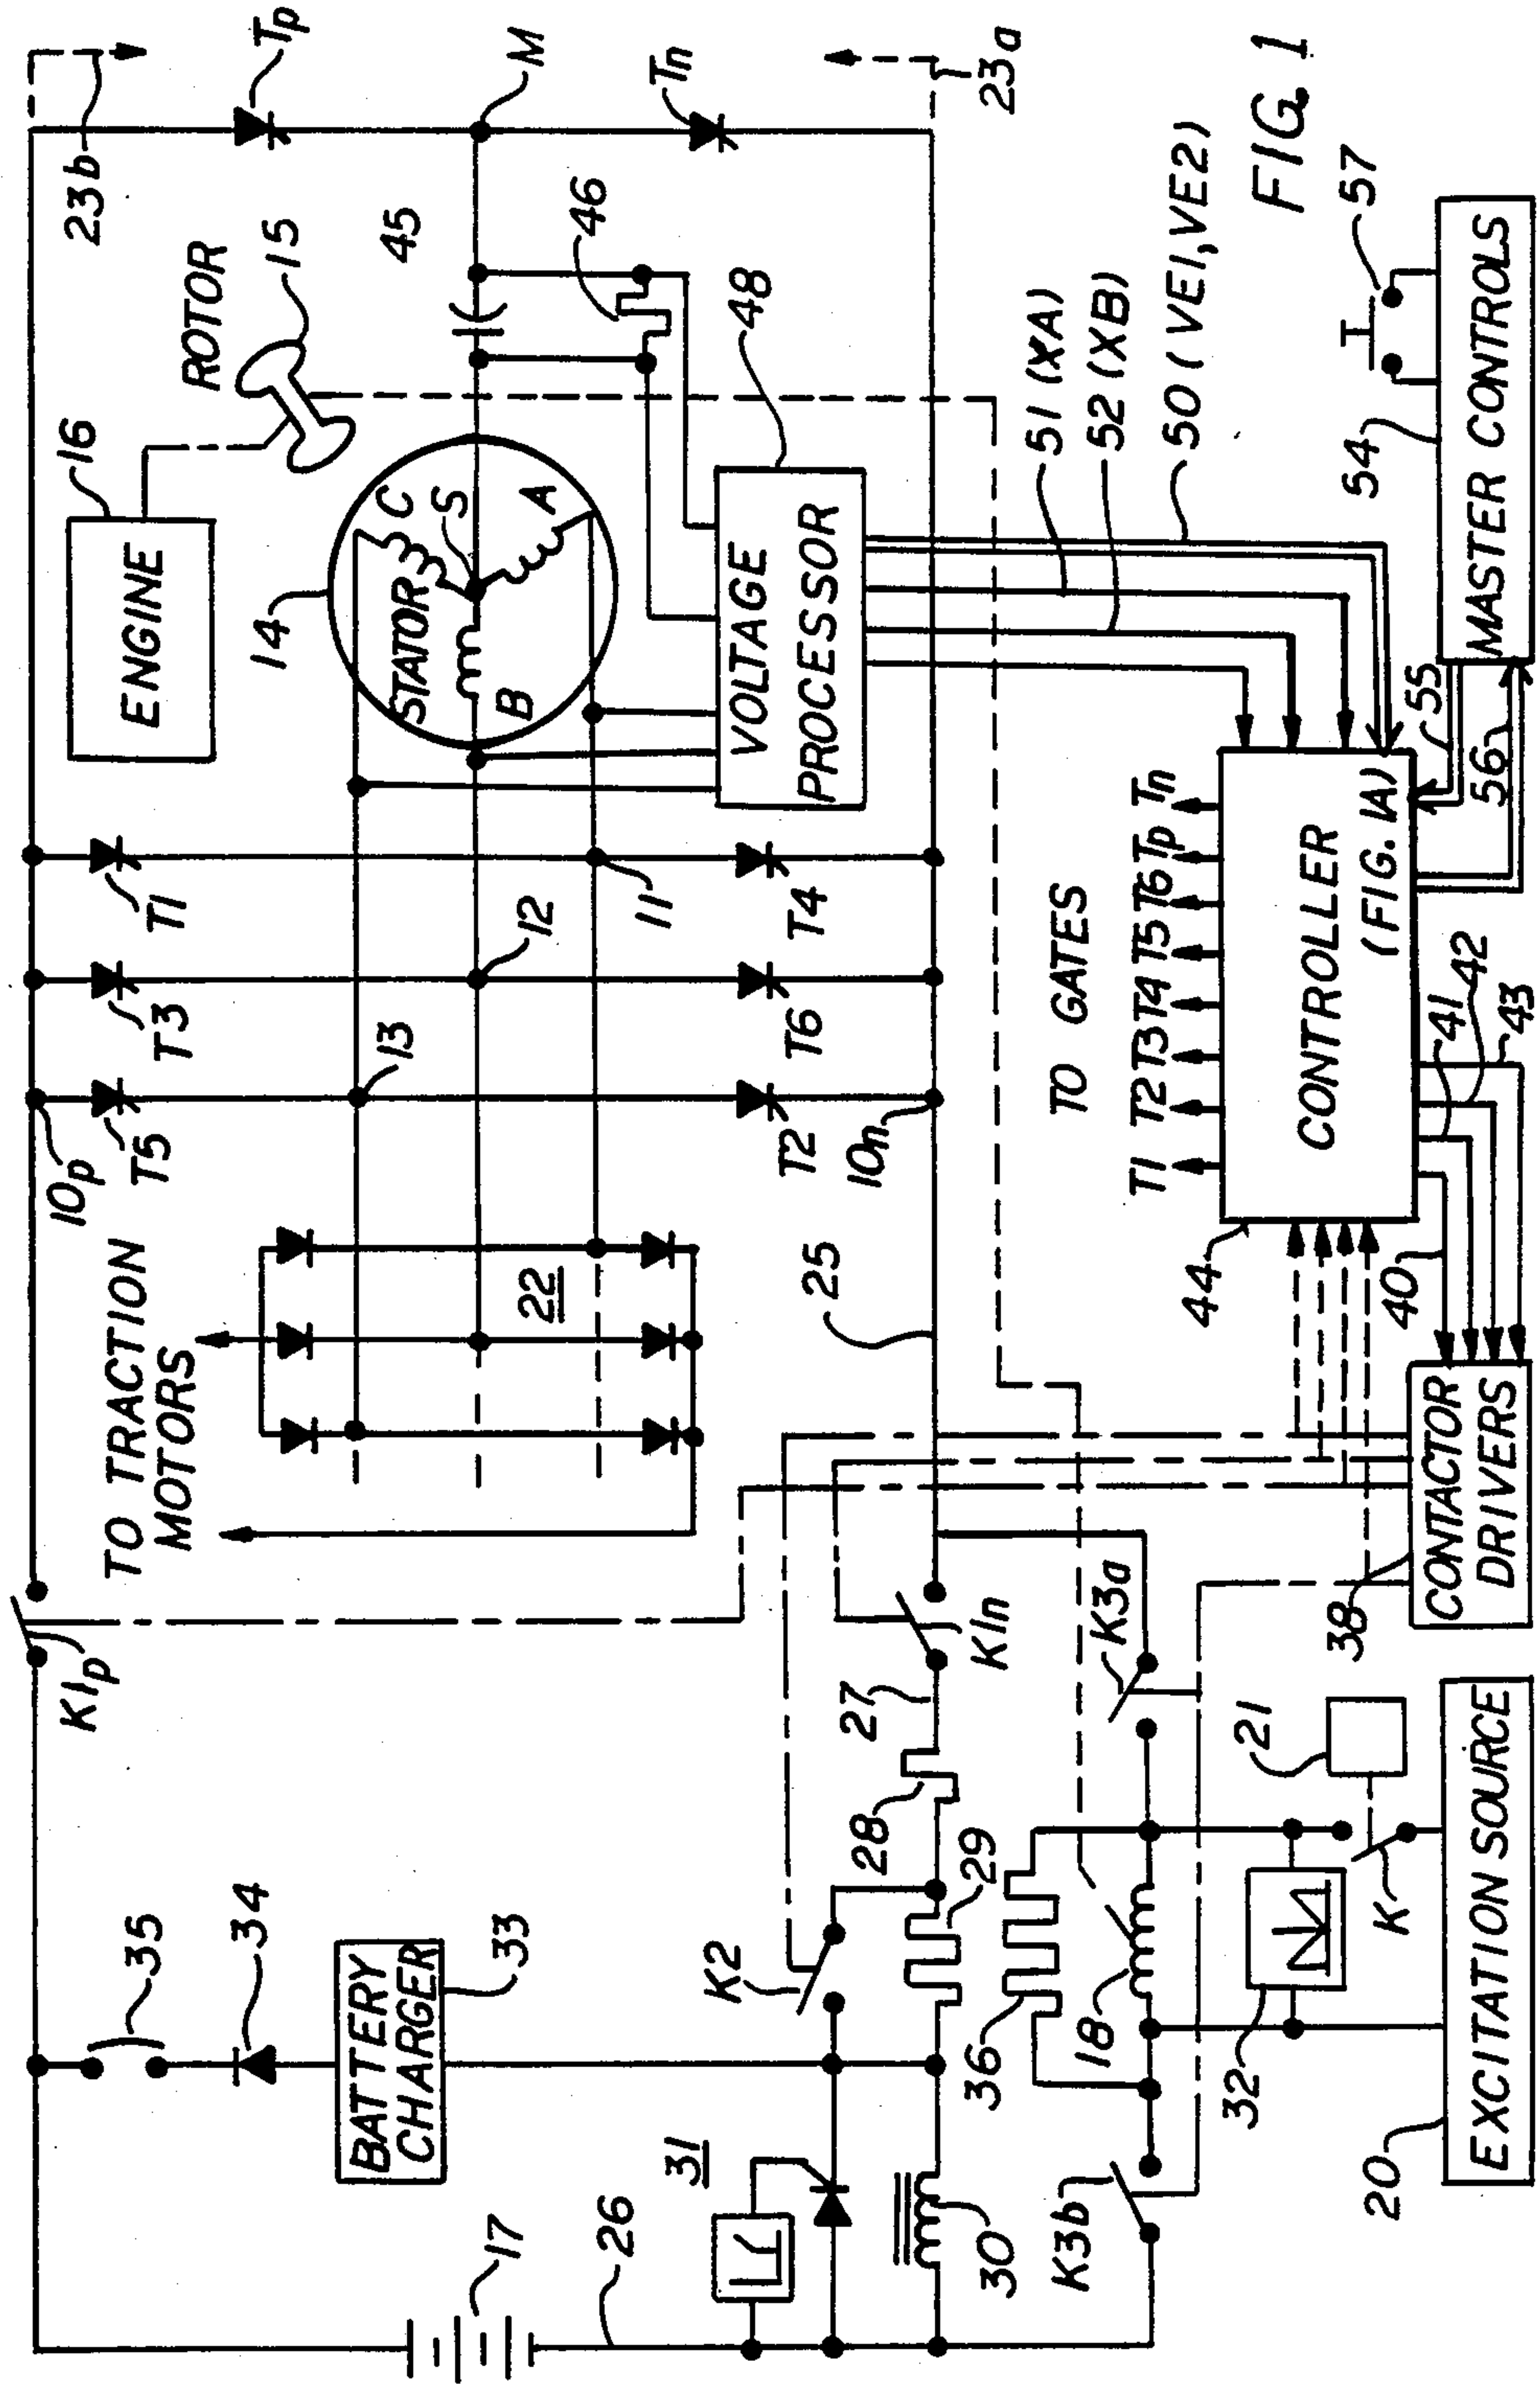 K1p
10p
T5
T3
T1
23b
Tp
TO TRACTION
MOTORS
ENGINE
16
ROTOR
15
35
34
BATTERY
CHARGER
33
17
26
31
K2
13
12
11
14
STATOR
C
S
B
A
45
46
M
22
T2
T6
T4
10n
Tn
23a
VOLTAGE
PROCESSOR
48
25
27
28
29
30
K1n
K3a
K3b
36
18
TO GATES
T1 T2 T3 T4 T5 T6 Tp Tn
51 (XA)
52 (XB)
50 (VE1, VE2)
44
CONTROLLER
(FIG. 1A)
32
K
21
20
EXCITATION SOURCE
38
CONTACTOR
DRIVERS
40
41
42
43
55
56
54
57
MASTER CONTROLS
FIG. 1